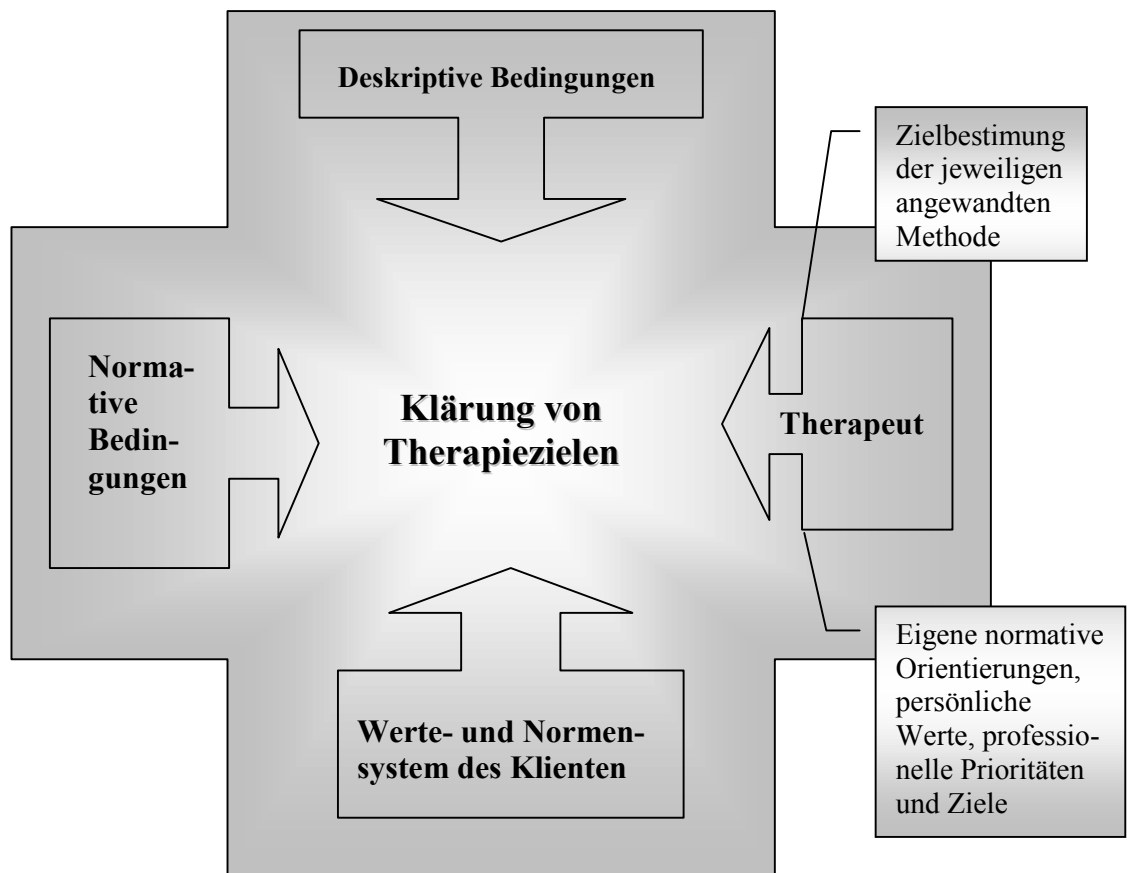 Deskriptive Bedingungen
Zielbestimung
der jeweiligen
angewandten
Methode
Norma-
tive
Bedin-
gungen
Klärung von
Therapiezielen
Therapeut
Werte- und Normen-
system des Klienten
Eigene normative
Orientierungen,
persönliche
Werte, professio-
nelle Prioritäten
und Ziele